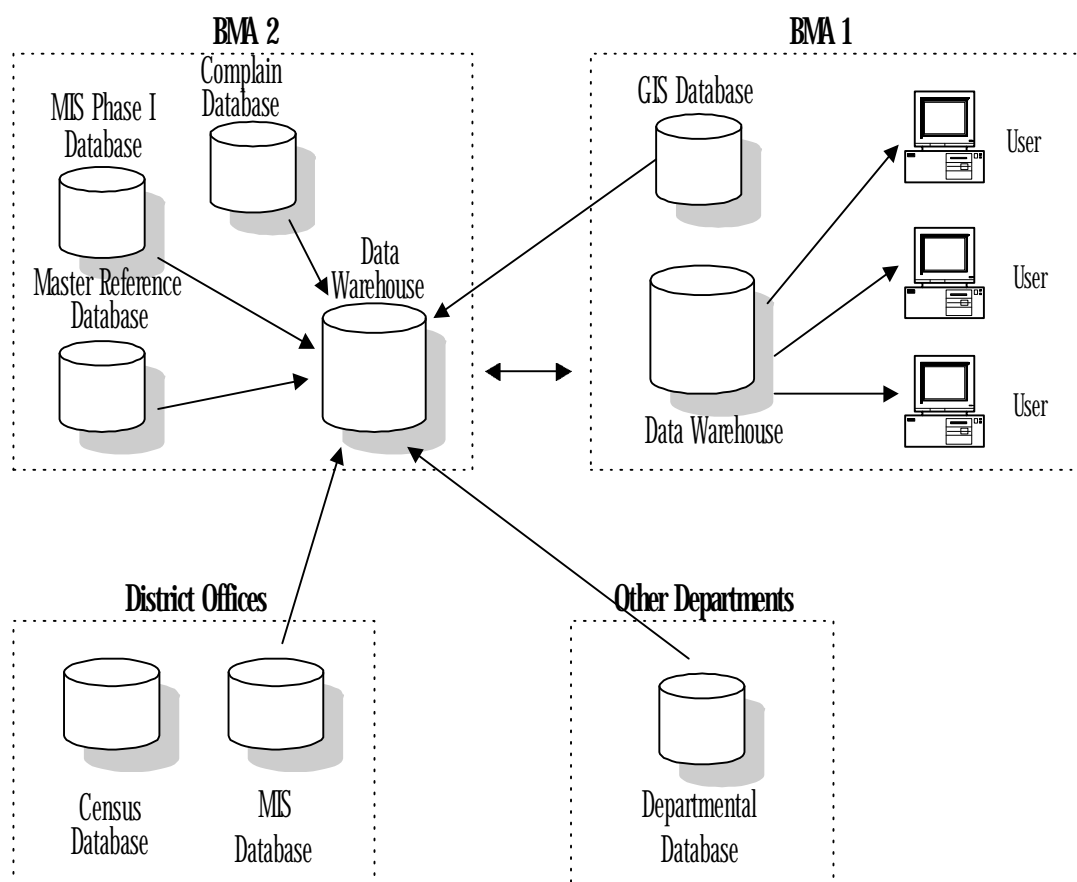 BMA 2
Complain
Database
MIS Phase I
Database
Master Reference
Database
Data
Warehouse
BMA 1
GIS Database
User
User
User
Data Warehouse
District Offices
Census
Database
MIS
Database
Other Departments
Departmental
Database